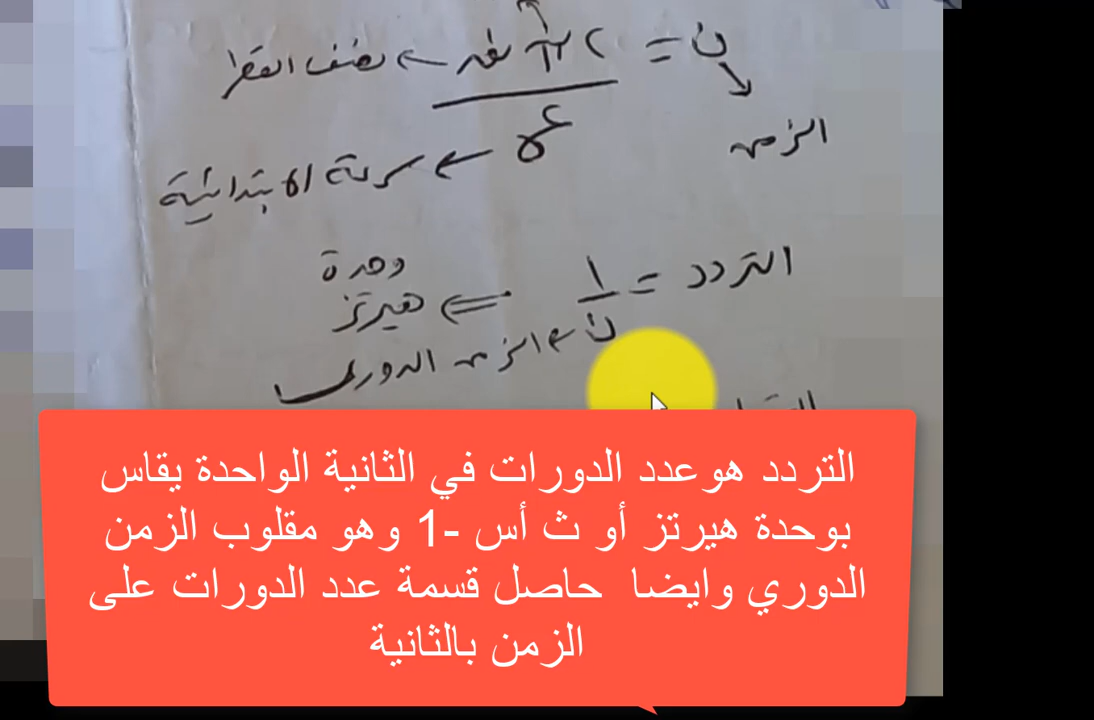 ن = ٢ π نق ← نصف القطر
ع ← سرعة الابتدائية
الزمن
التردد = ١ ⇐ وحدة
هيرتز
ن ← الزمن الدوري
التردد هوعدد الدورات في الثانية الواحدة يقاس
بوحدة هيرتز أو ث أس -1 وهو مقلوب الزمن
الدوري وايضا حاصل قسمة عدد الدورات على
الزمن بالثانية